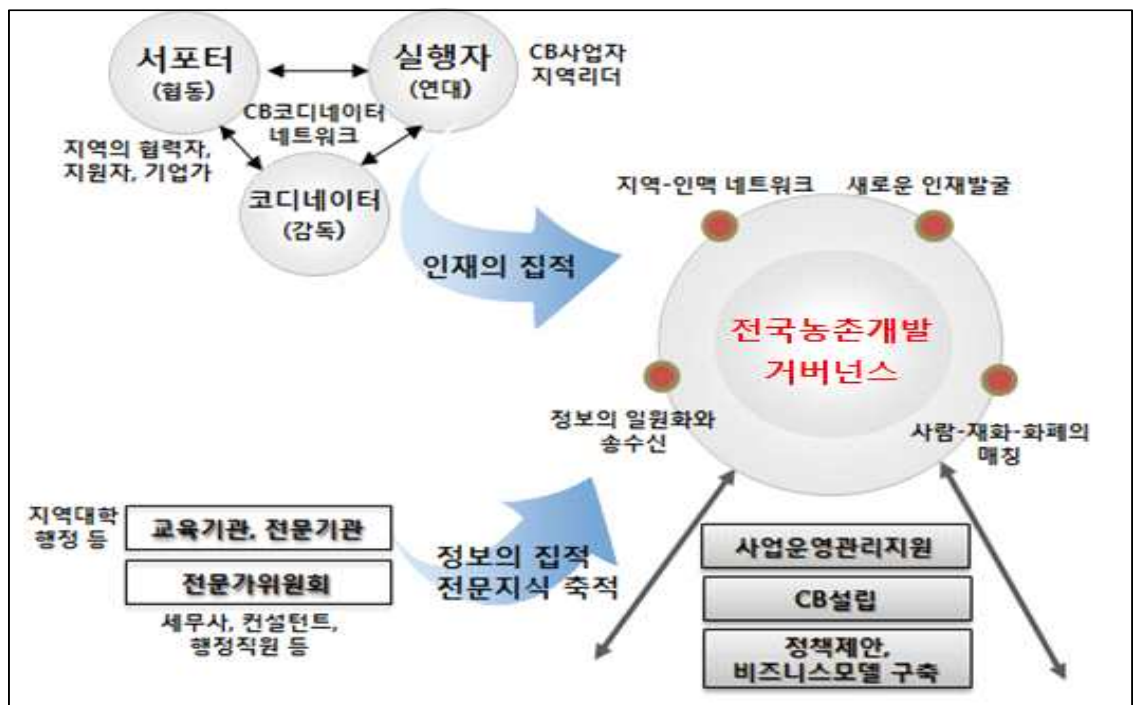 서포터
(협동)
실행자
(연대)
CB사업자
지역리더
CB코디네이터
네트워크
지역의 협력자,
지원자, 기업가
코디네이터
(감독)
인재의 집적
지역-인맥 네트워크
새로운 인재발굴
전국농촌개발
거버넌스
정보의 일원화와
송수신
사람-재화-화폐의
매칭
지역대학
행정 등
교육기관, 전문기관
전문가위원회
세무사, 컨설턴트,
행정직원 등
정보의 집적
전문지식 축적
사업운영관리지원
CB설립
정책제안,
비즈니스모델 구축